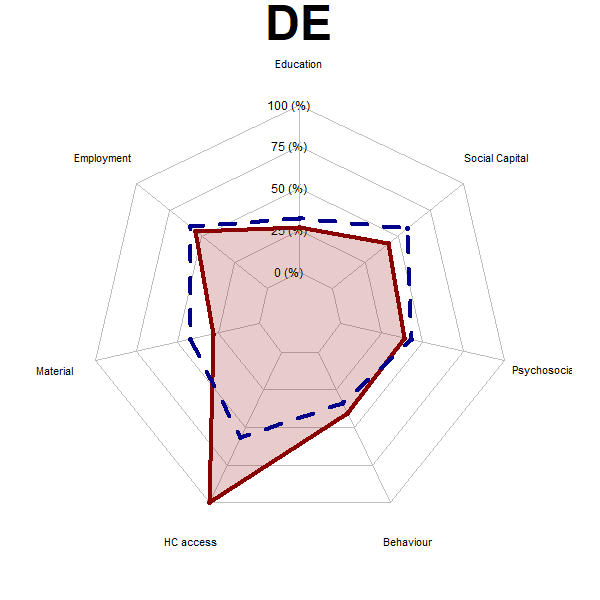 DE
Education
100 (%)
Employment
75 (%)
Social Capital
50 (%)
25 (%)
0 (%)
Material
Psychosocia
HC access
Behaviour